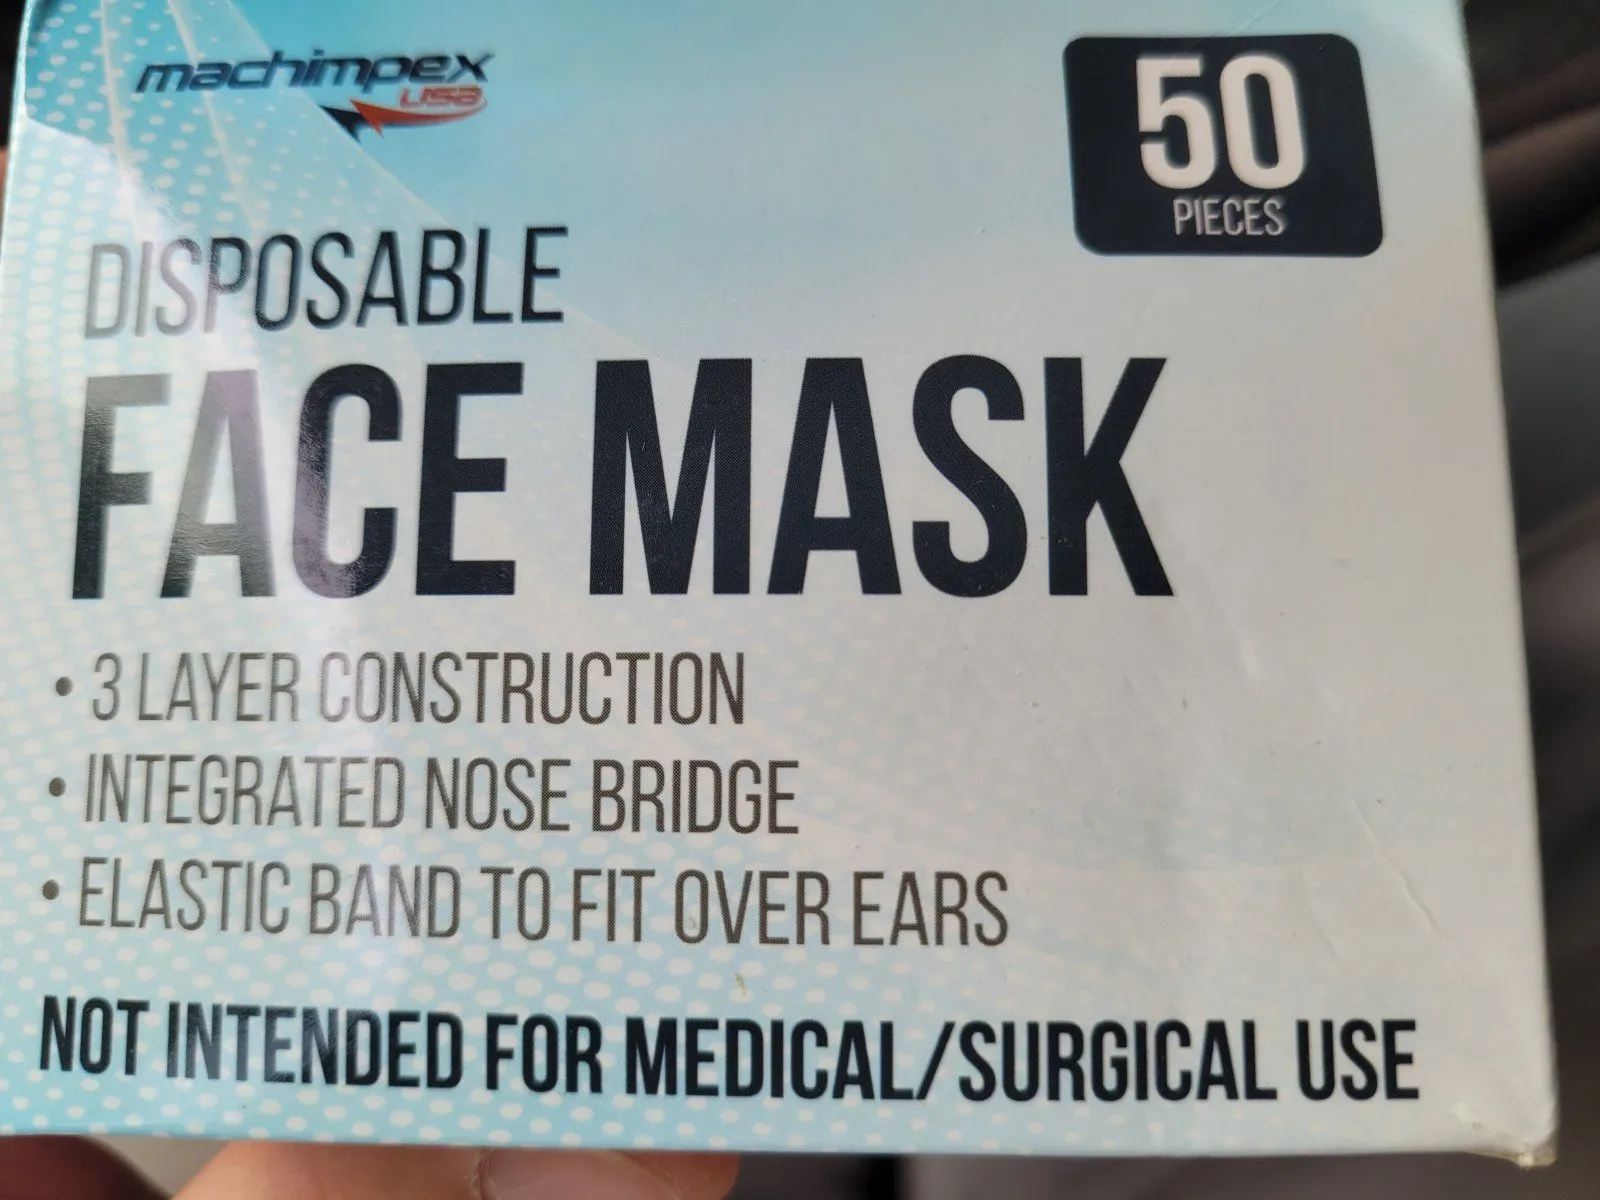 machimpex
usa
50
PIECES
DISPOSABLE
FACE MASK
• 3 LAYER CONSTRUCTION
• INTEGRATED NOSE BRIDGE
• ELASTIC BAND TO FIT OVER EARS
NOT INTENDED FOR MEDICAL/SURGICAL USE